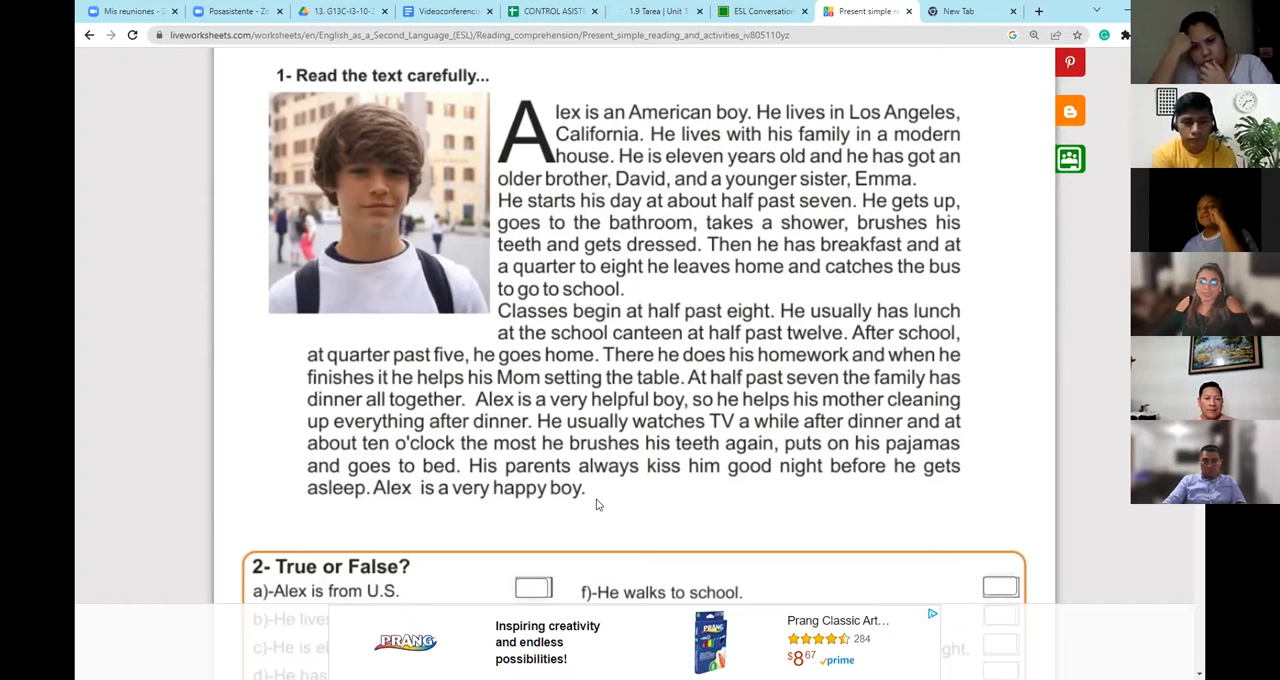 Mis reuniones - Z
Posasistente - Zo
13. G13C-I3-10-2
Videoconferenci
CONTROL ASIST
1.9 Tarea | Unit 1
ESL Conversation
Present simple re
New Tab
liveworksheets.com/worksheets/en/English_as_a_Second_Language_(ESL)/Reading_comprehension/Present_simple_reading_and_activities_iv805110yz
1- Read the text carefully...
Alex is an American boy. He lives in Los Angeles,
California. He lives with his family in a modern
house. He is eleven years old and he has got an
older brother, David, and a younger sister, Emma.
He starts his day at about half past seven. He gets up,
goes to the bathroom, takes a shower, brushes his
teeth and gets dressed. Then he has breakfast and at
a quarter to eight he leaves home and catches the bus
to go to school.
Classes begin at half past eight. He usually has lunch
at the school canteen at half past twelve. After school,
at quarter past five, he goes home. There he does his homework and when he
finishes it he helps his Mom setting the table. At half past seven the family has
dinner all together. Alex is a very helpful boy, so he helps his mother cleaning
up everything after dinner. He usually watches TV a while after dinner and at
about ten o'clock the most he brushes his teeth again, puts on his pajamas
and goes to bed. His parents always kiss him good night before he gets
asleep. Alex is a very happy boy.
2- True or False?
a)-Alex is from U.S.
f)-He walks to school.
b)-He lives
c)-He is el
ght.
d)-He has
PRANG
Inspiring creativity
and endless
possibilities!
Prang Classic Art...
284
$8 67 prime